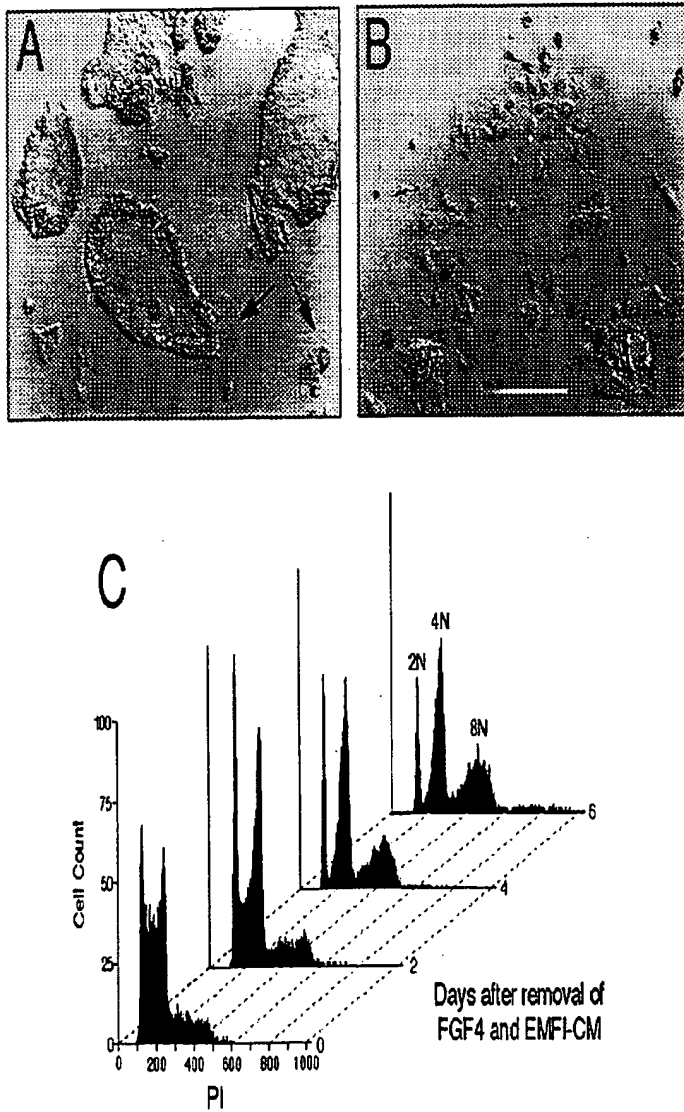 A
B
C
2N
4N
8N
100
75
50
25
0
Cell Count
0
2
4
6
0 200 400 600 800 1000
PI
Days after removal of
FGF4 and EMFI-CM